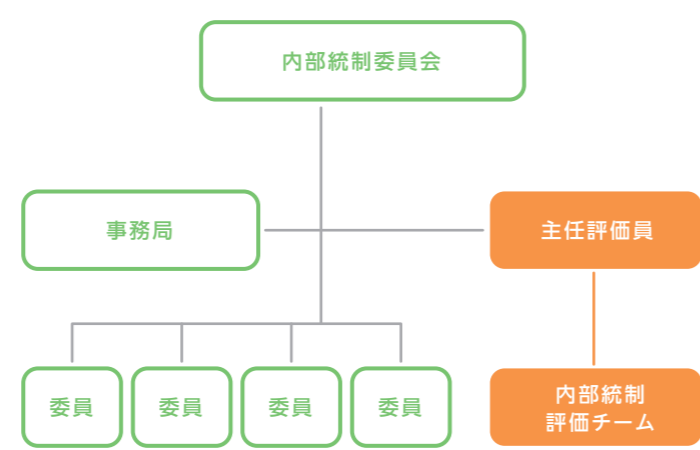 内部統制委員会
事務局
主任評価員
委員
委員
委員
委員
内部統制
評価チーム